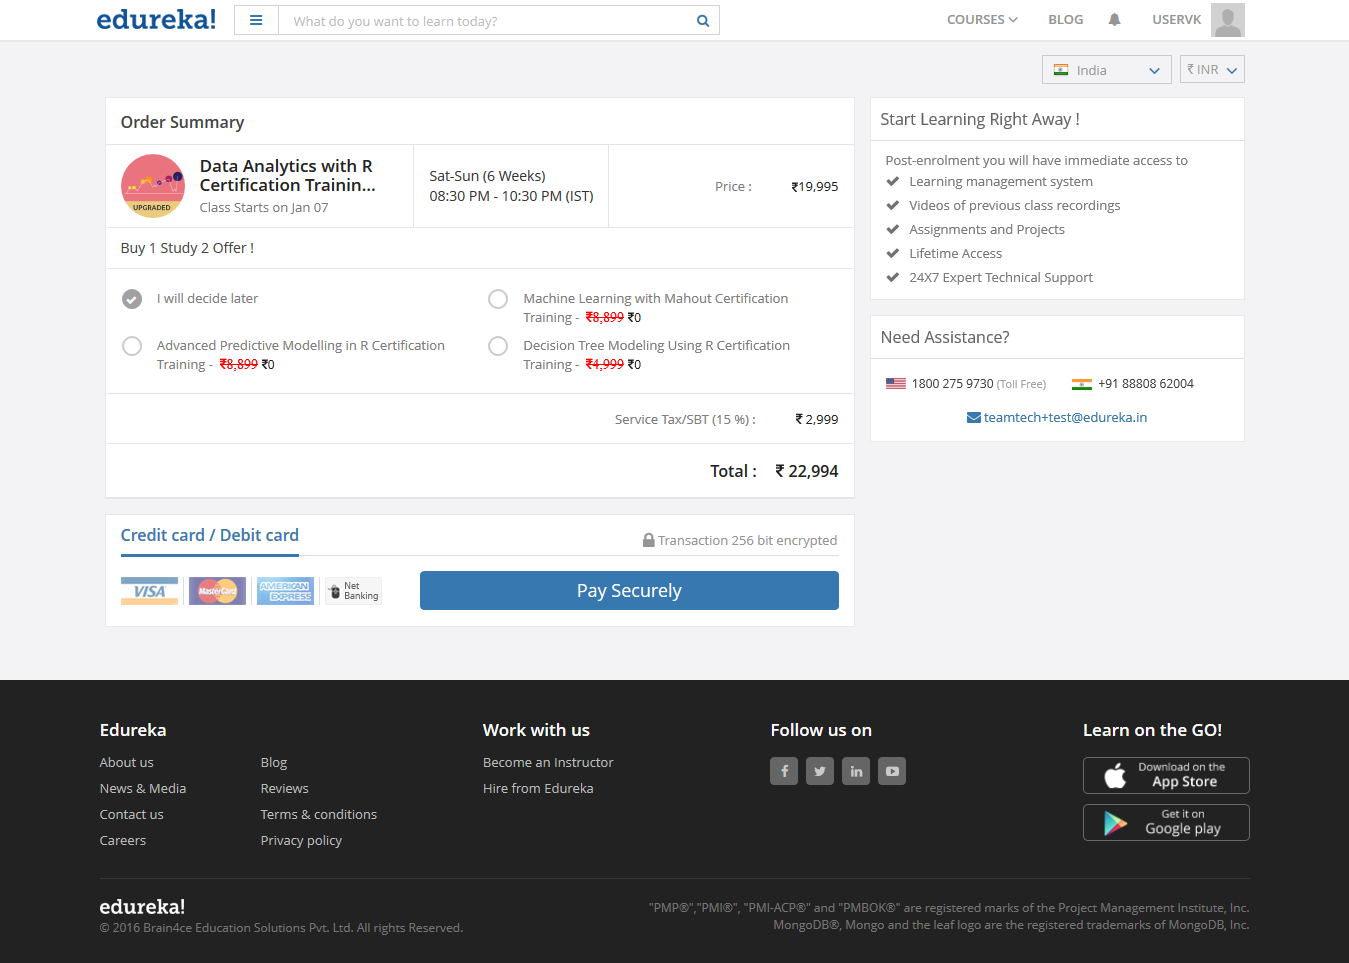 edureka!
What do you want to learn today?
COURSES
BLOG
USERVK
India
₹ INR
Order Summary
UPGRADED
Data Analytics with R
Certification Trainin...
Class Starts on Jan 07
Sat-Sun (6 Weeks)
08:30 PM - 10:30 PM (IST)
Price :
₹19,995
Buy 1 Study 2 Offer !
I will decide later
Machine Learning with Mahout Certification
Training - ₹8,899 ₹0
Advanced Predictive Modelling in R Certification
Training - ₹8,899 ₹0
Decision Tree Modeling Using R Certification
Training - ₹4,999 ₹0
Service Tax/SBT (15 %) :
₹ 2,999
Total :
₹ 22,994
Credit card / Debit card
Transaction 256 bit encrypted
VISA
MasterCard
AMERICAN
EXPRESS
Net
Banking
Pay Securely
Start Learning Right Away !
Post-enrolment you will have immediate access to
Learning management system
Videos of previous class recordings
Assignments and Projects
Lifetime Access
24X7 Expert Technical Support
Need Assistance?
1800 275 9730 (Toll Free)
+91 88808 62004
teamtech+test@edureka.in
Edureka
About us
News & Media
Contact us
Careers
Blog
Reviews
Terms & conditions
Privacy policy
Work with us
Become an Instructor
Hire from Edureka
Follow us on
Learn on the GO!
Download on the
App Store
Get it on
Google play
edureka!
© 2016 Brain4ce Education Solutions Pvt. Ltd. All rights Reserved.
"PMP®","PMI®", "PMI-ACP®" and "PMBOK®" are registered marks of the Project Management Institute, Inc.
MongoDB®, Mongo and the leaf logo are the registered trademarks of MongoDB, Inc.